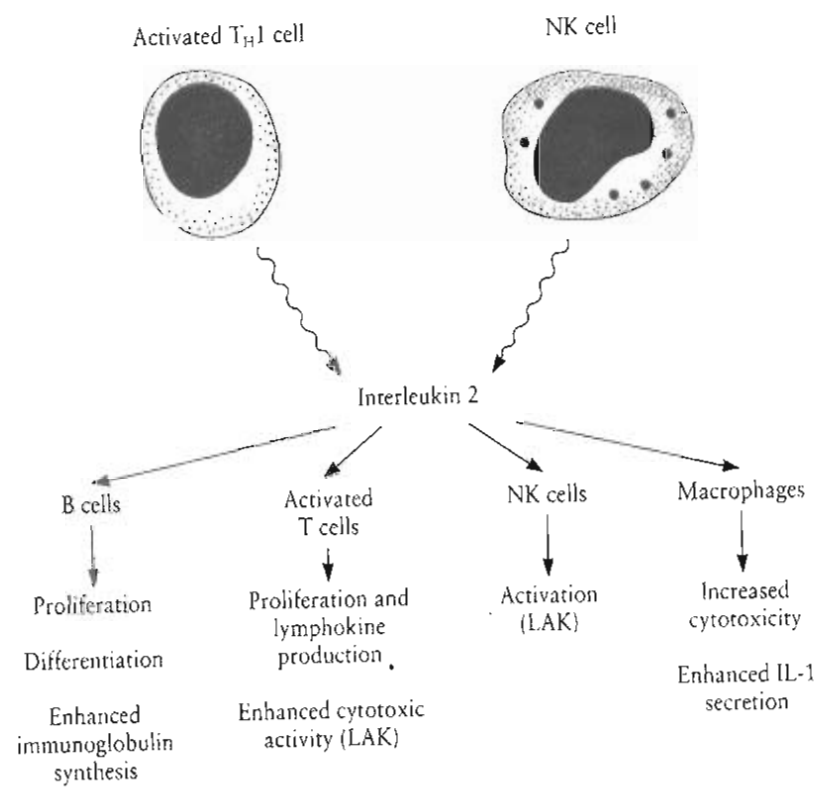 Activated T_H1 cell
NK cell
Interleukin 2
B cells
Activated
T cells
NK cells
Macrophages
Proliferation
Differentiation
Enhanced
immunoglobulin
synthesis
Proliferation and
lymphokine
production
Enhanced cytotoxic
activity (LAK)
Activation
(LAK)
Increased
cytotoxicity
Enhanced IL-1
secretion